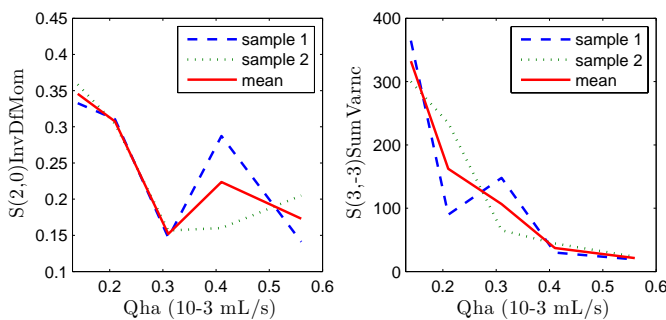 0.45
0.4
0.35
0.3
0.25
0.2
0.15
0.1
0.2
0.3
0.4
0.5
0.6
S(2,0)InvDfMom
Qha (10-3 mL/s)
sample 1
sample 2
mean
400
300
200
100
0
0.2
0.3
0.4
0.5
0.6
S(3,-3)SumVarnc
Qha (10-3 mL/s)
sample 1
sample 2
mean